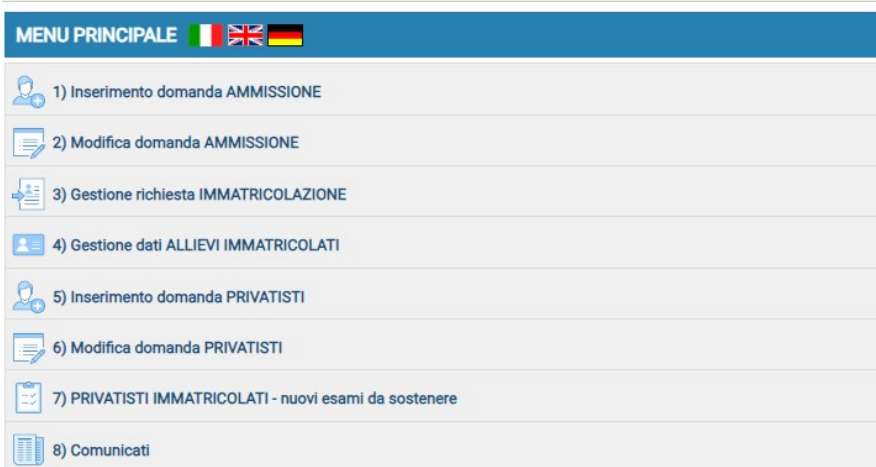 MENU PRINCIPALE
1) Inserimento domanda AMMISSIONE
2) Modifica domanda AMMISSIONE
3) Gestione richiesta IMMATRICOLAZIONE
4) Gestione dati ALLIEVI IMMATRICOLATI
5) Inserimento domanda PRIVATISTI
6) Modifica domanda PRIVATISTI
7) PRIVATISTI IMMATRICOLATI - nuovi esami da sostenere
8) Comunicati